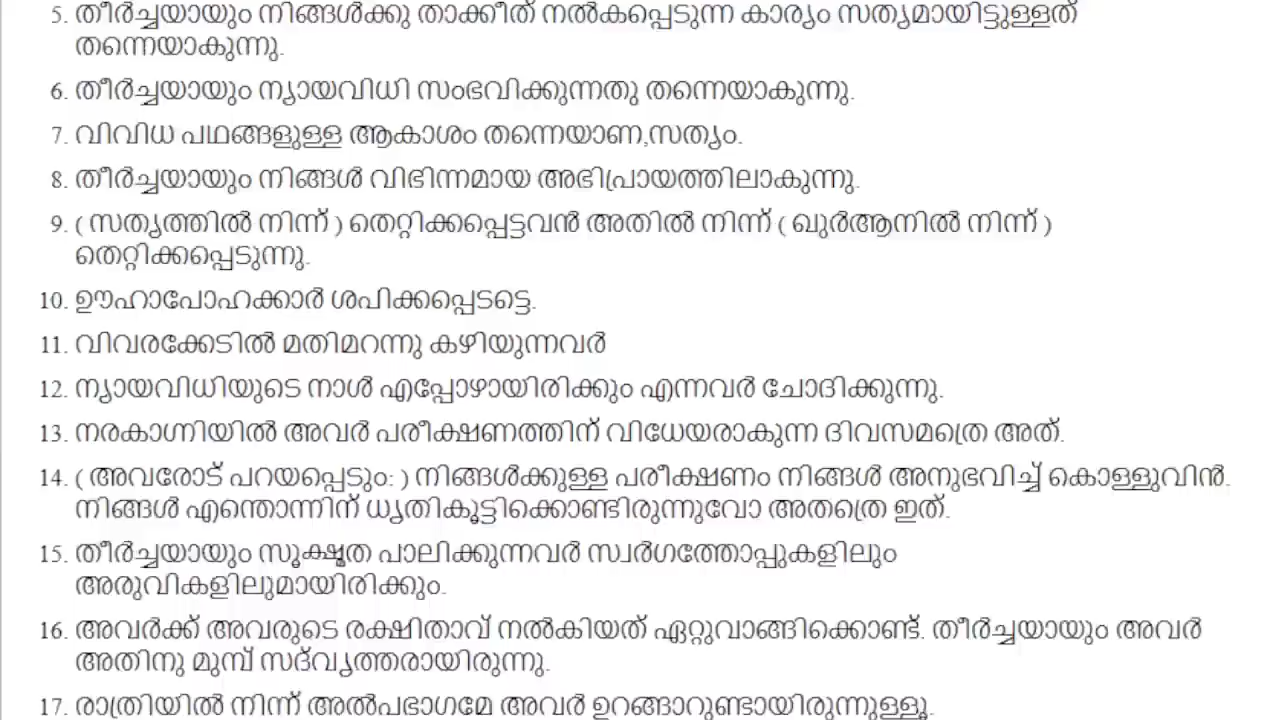 5. തീർച്ചയായും നിങ്ങൾക്കു താക്കീത് നൽകപ്പെടുന്ന കാര്യം സത്യമായിട്ടുള്ളത്
തന്നെയാകുന്നു.
6. തീർച്ചയായും ന്യായവിധി സംഭവിക്കുന്നതു തന്നെയാകുന്നു.
7. വിവിധ പഥങ്ങളുള്ള ആകാശം തന്നെയാണ,സത്യം.
8. തീർച്ചയായും നിങ്ങൾ വിഭിന്നമായ അഭിപ്രായത്തിലാകുന്നു.
9. ( സത്യത്തിൽ നിന്ന് ) തെറ്റിക്കപ്പെട്ടവൻ അതിൽ നിന്ന് ( ഖുർആനിൽ നിന്ന് )
തെറ്റിക്കപ്പെടുന്നു.
10. ഊഹാപോഹക്കാർ ശപിക്കപ്പെടട്ടെ.
11. വിവരക്കേടിൽ മതിമറന്നു കഴിയുന്നവർ
12. ന്യായവിധിയുടെ നാൾ എപ്പോഴായിരിക്കും എന്നവർ ചോദിക്കുന്നു.
13. നരകാഗ്നിയിൽ അവർ പരീക്ഷണത്തിന് വിധേയരാകുന്ന ദിവസമത്രെ അത്.
14. ( അവരോട് പറയപ്പെടും: ) നിങ്ങൾക്കുള്ള പരീക്ഷണം നിങ്ങൾ അനുഭവിച്ച് കൊള്ളുവിൻ.
നിങ്ങൾ എന്തൊന്നിന് ധൃതികൂട്ടിക്കൊണ്ടിരുന്നുവോ അതത്രെ ഇത്.
15. തീർച്ചയായും സൂക്ഷ്മത പാലിക്കുന്നവർ സ്വർഗത്തോപ്പുകളിലും
അരുവികളിലുമായിരിക്കും.
16. അവർക്ക് അവരുടെ രക്ഷിതാവ് നൽകിയത് ഏറ്റുവാങ്ങിക്കൊണ്ട്. തീർച്ചയായും അവർ
അതിനു മുമ്പ് സദ്‌വൃത്തരായിരുന്നു.
17. രാത്രിയിൽ നിന്ന് അൽപഭാഗമേ അവർ ഉറങ്ങാറുണ്ടായിരുന്നുള്ളൂ.